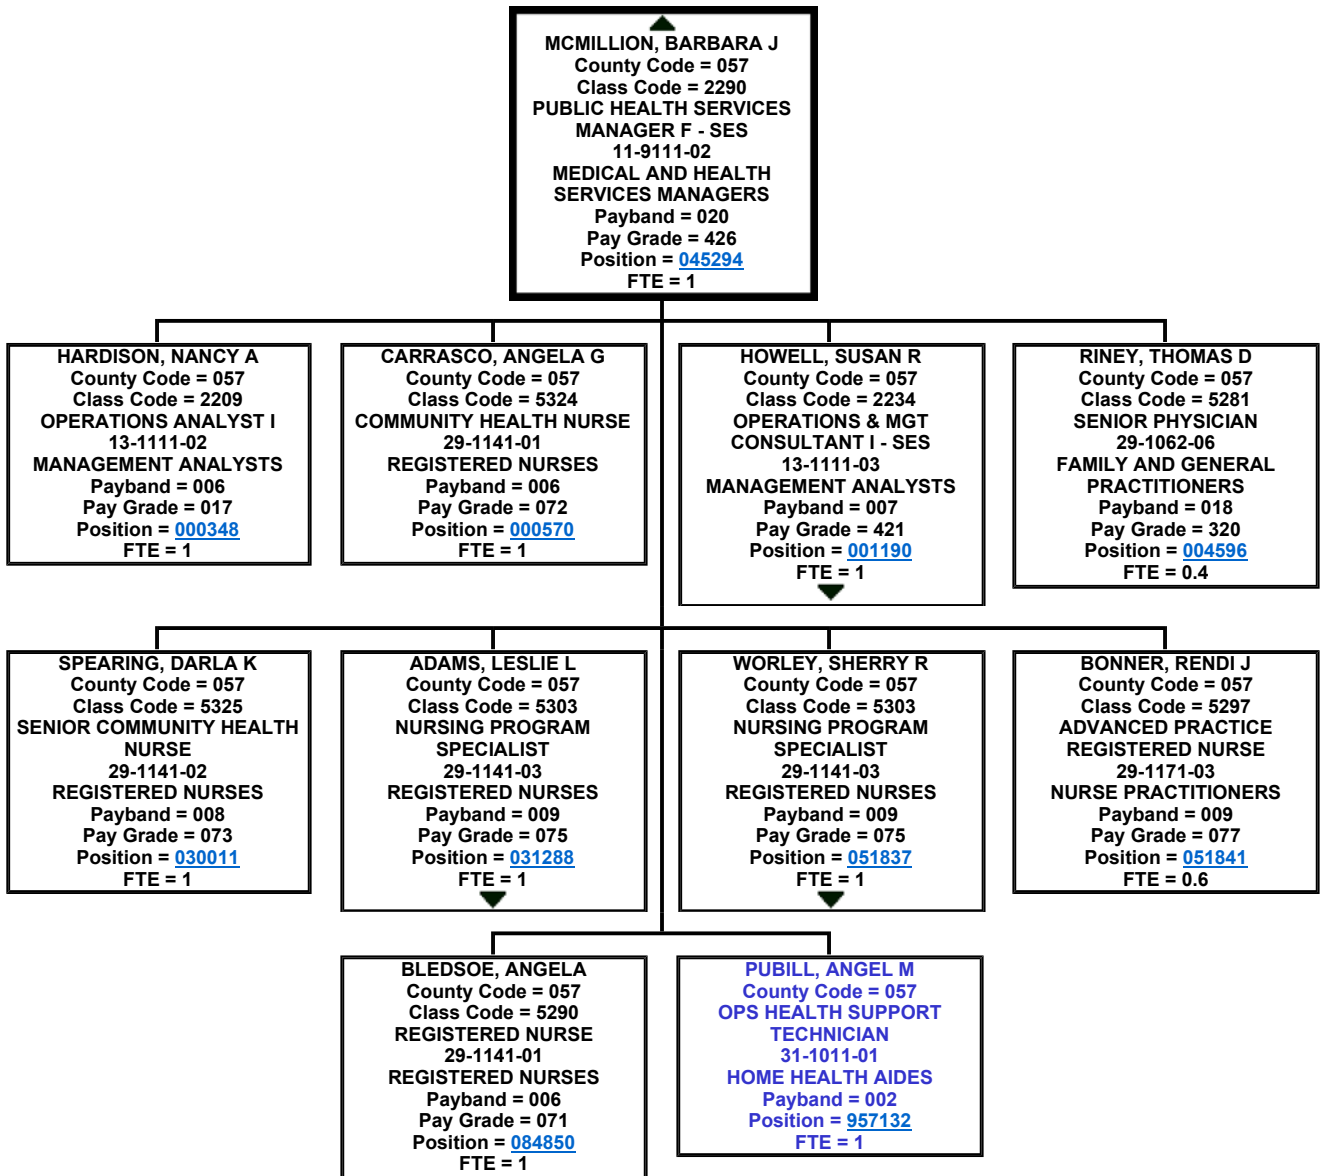 MCMILLION, BARBARA J
County Code = 057
Class Code = 2290
PUBLIC HEALTH SERVICES
MANAGER F - SES
11-9111-02
MEDICAL AND HEALTH
SERVICES MANAGERS
Payband = 020
Pay Grade = 426
Position = 045294
FTE = 1
HARDISON, NANCY A
County Code = 057
Class Code = 2209
OPERATIONS ANALYST I
13-1111-02
MANAGEMENT ANALYSTS
Payband = 006
Pay Grade = 017
Position = 000348
FTE = 1
CARRASCO, ANGELA G
County Code = 057
Class Code = 5324
COMMUNITY HEALTH NURSE
29-1141-01
REGISTERED NURSES
Payband = 006
Pay Grade = 072
Position = 000570
FTE = 1
HOWELL, SUSAN R
County Code = 057
Class Code = 2234
OPERATIONS & MGT
CONSULTANT I - SES
13-1111-03
MANAGEMENT ANALYSTS
Payband = 007
Pay Grade = 421
Position = 001190
FTE = 1
RINEY, THOMAS D
County Code = 057
Class Code = 5281
SENIOR PHYSICIAN
29-1062-06
FAMILY AND GENERAL
PRACTITIONERS
Payband = 018
Pay Grade = 320
Position = 004596
FTE = 0.4
SPEARING, DARLA K
County Code = 057
Class Code = 5325
SENIOR COMMUNITY HEALTH
NURSE
29-1141-02
REGISTERED NURSES
Payband = 008
Pay Grade = 073
Position = 030011
FTE = 1
ADAMS, LESLIE L
County Code = 057
Class Code = 5303
NURSING PROGRAM
SPECIALIST
29-1141-03
REGISTERED NURSES
Payband = 009
Pay Grade = 075
Position = 031288
FTE = 1
WORLEY, SHERRY R
County Code = 057
Class Code = 5303
NURSING PROGRAM
SPECIALIST
29-1141-03
REGISTERED NURSES
Payband = 009
Pay Grade = 075
Position = 051837
FTE = 1
BONNER, RENDI J
County Code = 057
Class Code = 5297
ADVANCED PRACTICE
REGISTERED NURSE
29-1171-03
NURSE PRACTITIONERS
Payband = 009
Pay Grade = 077
Position = 051841
FTE = 0.6
BLEDSOE, ANGELA
County Code = 057
Class Code = 5290
REGISTERED NURSE
29-1141-01
REGISTERED NURSES
Payband = 006
Pay Grade = 071
Position = 084850
FTE = 1
PUBILL, ANGEL M
County Code = 057
OPS HEALTH SUPPORT
TECHNICIAN
31-1011-01
HOME HEALTH AIDES
Payband = 002
Position = 957132
FTE = 1